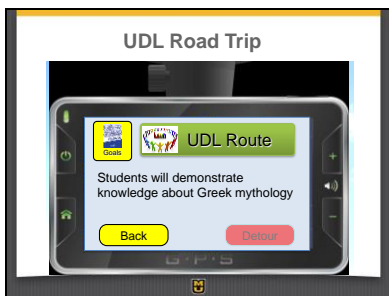 UDL Road Trip
Goals
UDL Route
Students will demonstrate
knowledge about Greek mythology
Back
Detour
G·P·S